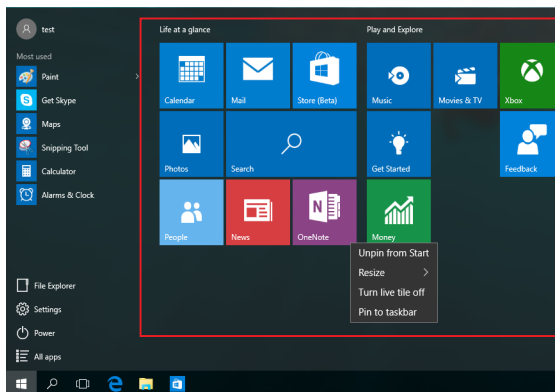 test
Most used
Paint
Get Skype
Maps
Snipping Tool
Calculator
Alarms & Clock
File Explorer
Settings
Power
All apps
Life at a glance
Play and Explore
Calendar
Mail
Store (Beta)
Music
Movies & TV
Xbox
Photos
Search
Get Started
Feedback
People
News
OneNote
Money
Unpin from Start
Resize
Turn live tile off
Pin to taskbar